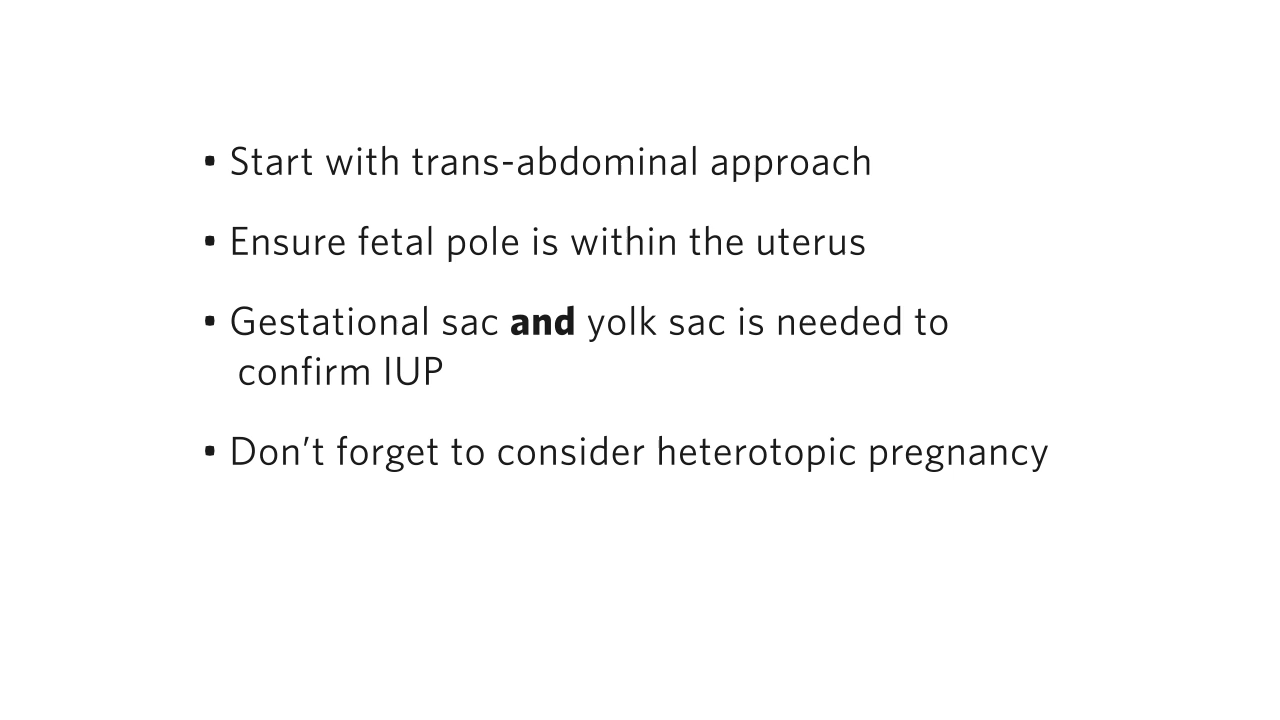 • Start with trans-abdominal approach
• Ensure fetal pole is within the uterus
• Gestational sac and yolk sac is needed to
confirm IUP
• Don’t forget to consider heterotopic pregnancy